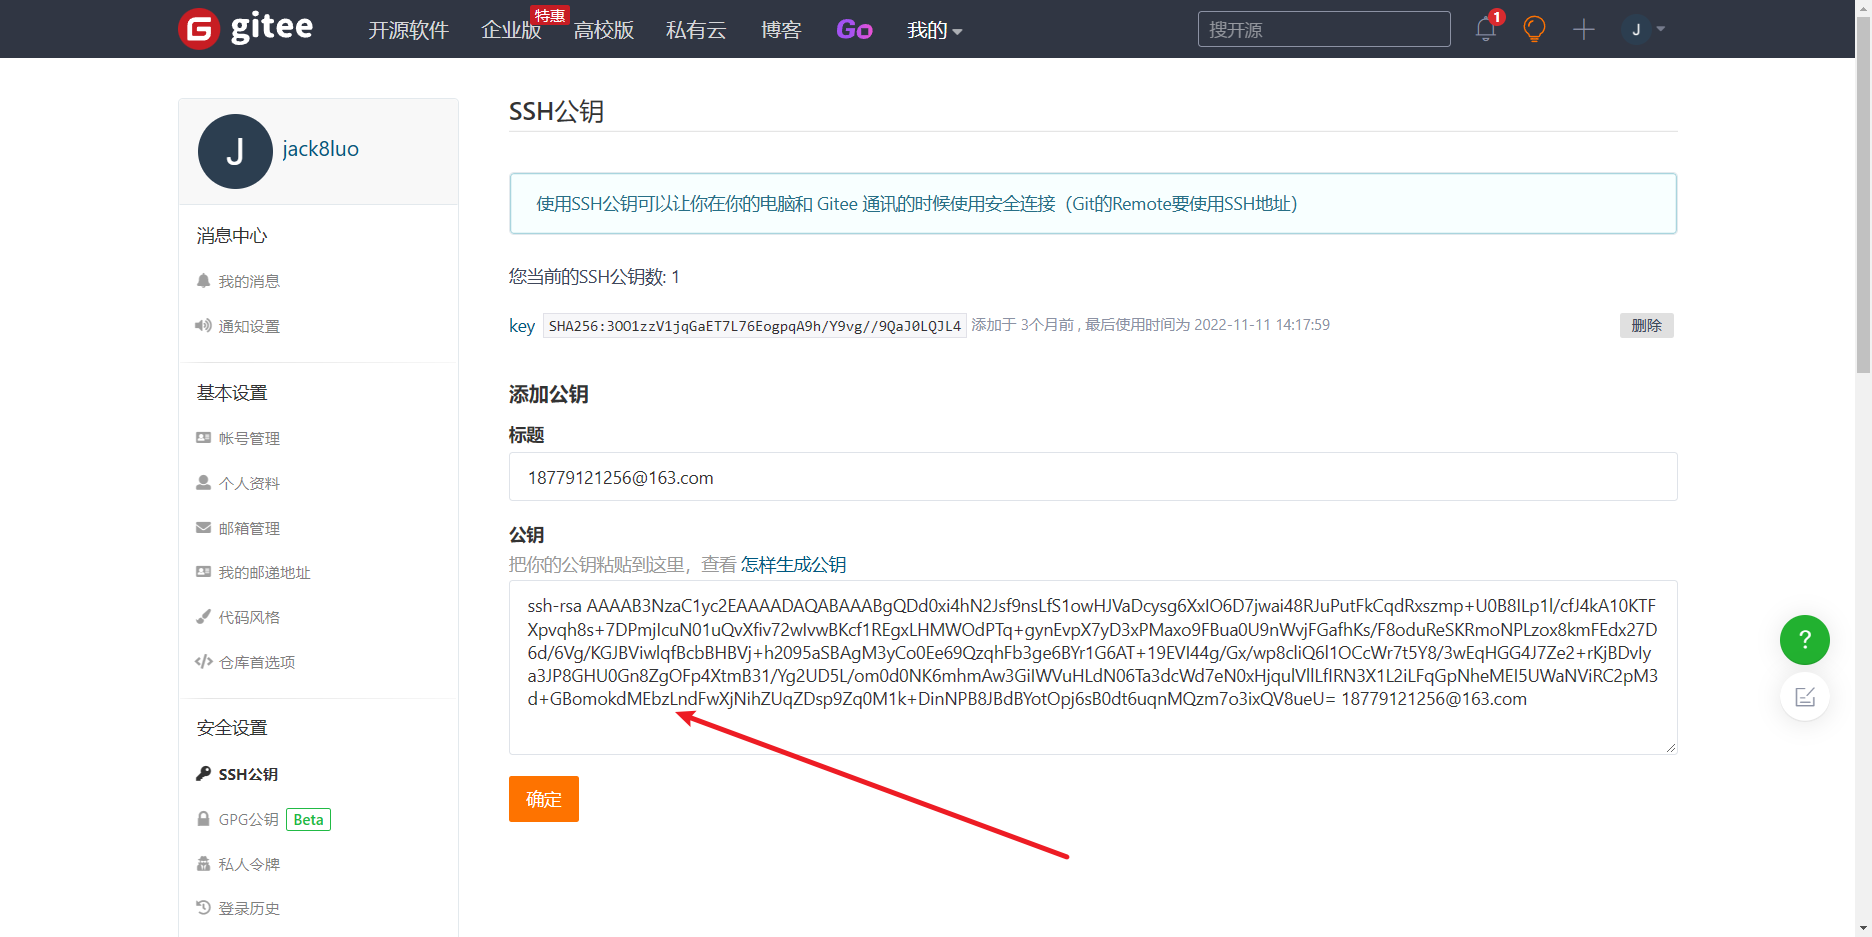 gitee
开源软件
企业版
特惠
高校版
私有云
博客
Go
我的
搜开源
1
J
J
jack8luo
消息中心
我的消息
通知设置
基本设置
帐号管理
个人资料
邮箱管理
我的邮递地址
代码风格
仓库首选项
安全设置
SSH公钥
GPG公钥 Beta
私人令牌
登录历史
SSH公钥
使用SSH公钥可以让你在你的电脑和 Gitee 通讯的时候使用安全连接（Git的Remote要使用SSH地址）
您当前的SSH公钥数: 1
key SHA256:3OO1zzV1jqGaET7L76EogpqA9h/Y9vg//9QaJ0LQJL4 添加于 3个月前 , 最后使用时间为 2022-11-11 14:17:59
删除
添加公钥
标题
18779121256@163.com
公钥
把你的公钥粘贴到这里，查看 怎样生成公钥
ssh-rsa AAAAB3NzaC1yc2EAAAADAQABAAABgQDd0xi4hN2Jsf9nsLfS1owHJVaDcysg6XxIO6D7jwai48RJuPutFkCqdRxszmp+U0B8ILp1l/cfJ4kA10KTF
Xpvqh8s+7DPmjIcuN01uQvXfiv72wIvwBKcf1REgxLHMWOdPTq+gynEvpX7yD3xPMaxo9FBua0U9nWvjFGafhKs/F8oduReSKRmoNPLzox8kmFEdx27D
6d/6Vg/KGJBViwlqfBcbBHBVj+h2095aSBAgM3yCo0Ee69QzqhFb3ge6BYr1G6AT+19EVI44g/Gx/wp8cliQ6l1OCcWr7t5Y8/3wEqHGG4J7Ze2+rKjBDvIy
a3JP8GHU0Gn8ZgOFp4XtmB31/Yg2UD5L/om0d0NK6mhmAw3GiIWVuHLdN06Ta3dcWd7eN0xHjqulVllLfIRN3X1L2iLFqGpNheMEI5UWaNViRC2pM3
d+GBomokdMEbzLndFwXjNihZUqZDsp9Zq0M1k+DinNPB8JBdBYotOpj6sB0dt6uqnMQzm7o3ixQV8ueU= 18779121256@163.com
确定
?